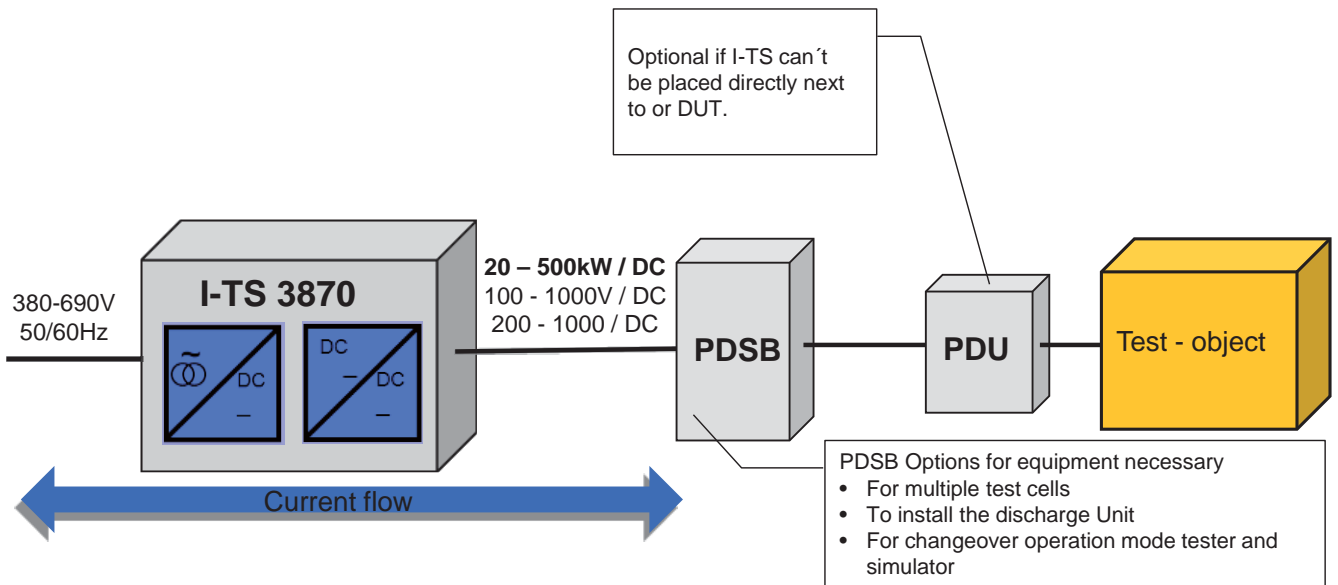 Optional if I-TS can´t
be placed directly next
to or DUT.
380-690V
50/60Hz
I-TS 3870
DC
–
DC
–
DC
–
~
20 – 500kW / DC
100 - 1000V / DC
200 - 1000 / DC
PDSB
PDU
Test - object
Current flow
PDSB Options for equipment necessary
• For multiple test cells
• To install the discharge Unit
• For changeover operation mode tester and
simulator